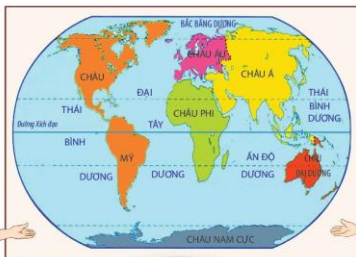 BẮC BĂNG DƯƠNG
CHÂU ÂU
CHÂU
CHÂU Á
ĐẠI
THÁI
CHÂU PHI
THÁI
BÌNH
DƯƠNG
Đường Xích đạo
TÂY
BÌNH
MỸ
ẤN ĐỘ
CHÂU
DƯƠNG
DƯƠNG
DƯƠNG
ĐẠI DƯƠNG
CHÂU NAM CỰC